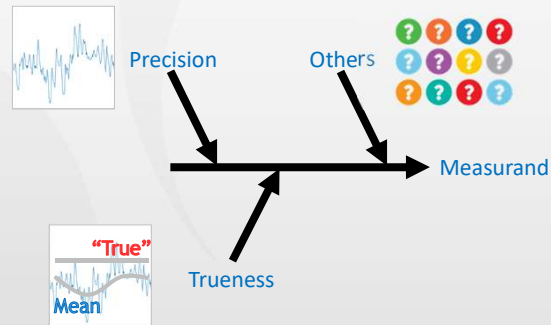 Precision
Others
? ? ? ?
? ? ? ?
? ? ? ?
Measurand
"True"
Mean
Trueness